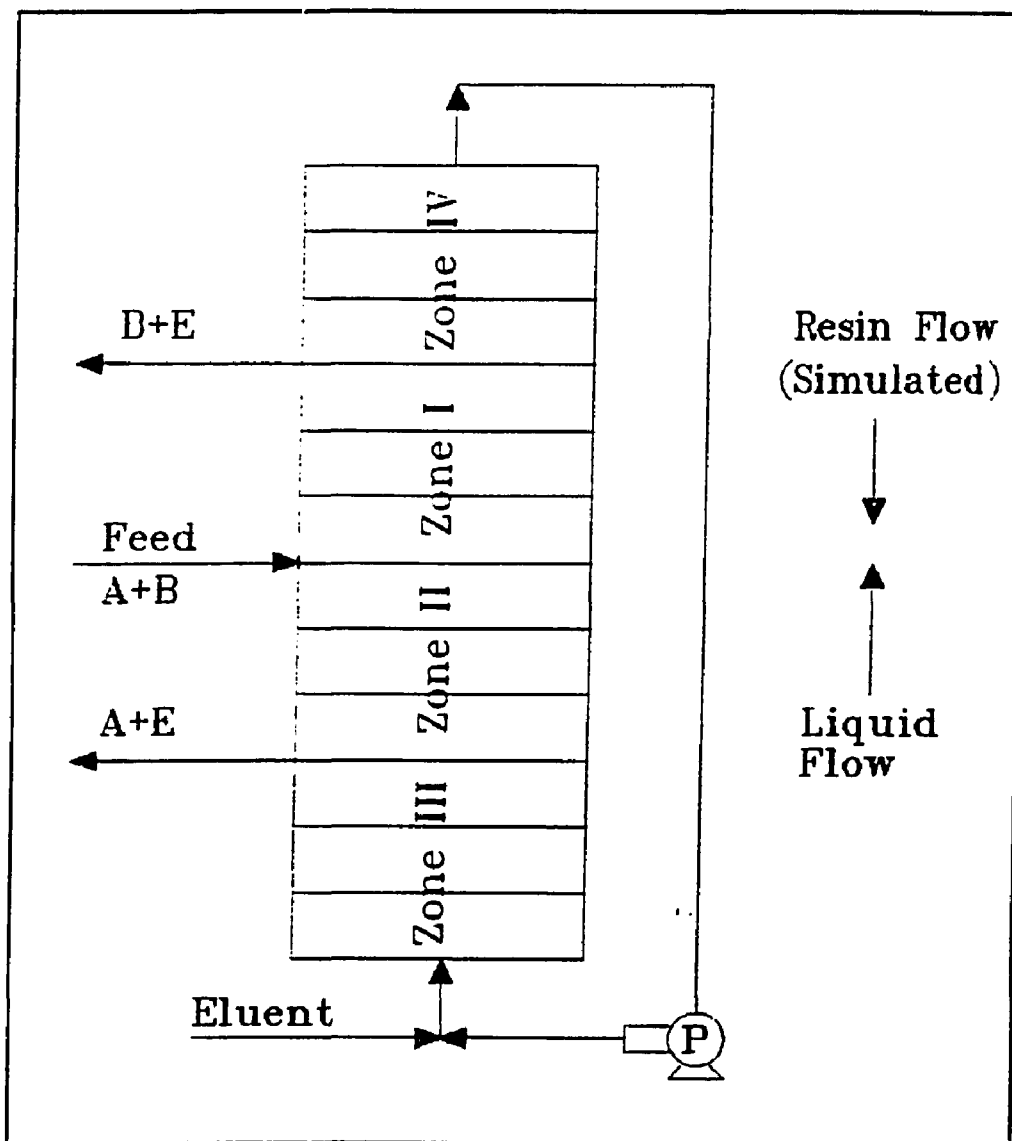 Zone IV
D+E
Zone I
Resin Flow
(Simulated)
Feed
A+B
Zone II
A+E
Liquid
Flow
Zone III
Eluent
P